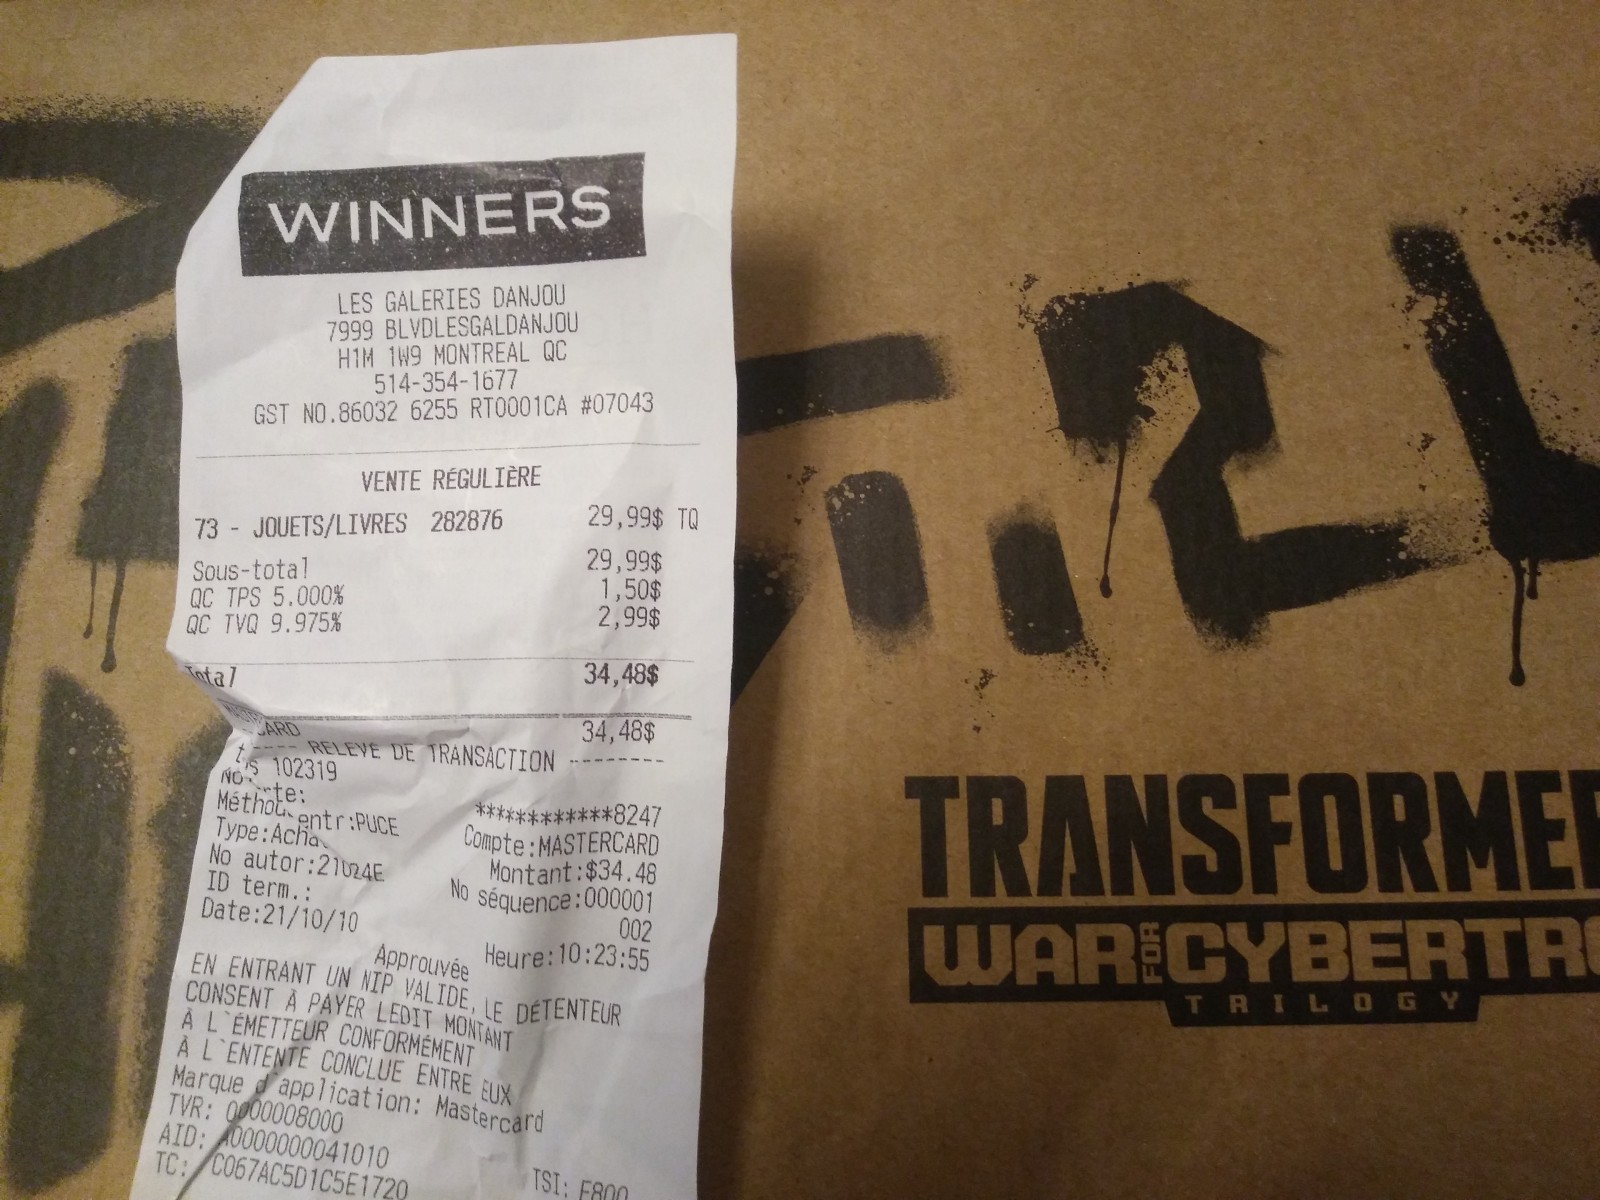 WINNERS
LES GALERIES DANJOU
7999 BLVDLESGALDANJOU
H1M 1W9 MONTREAL QC
514-354-1677
GST NO.86032 6255 RT0001CA #07043
VENTE RÉGULIÈRE
73 - JOUETS/LIVRES 282876 29,99$ TQ
Sous-total 29,99$
QC TPS 5.000% 1,50$
QC TVQ 9.975% 2,99$
Total 34,48$
CARD 34,48$
---- RELEVÉ DE TRANSACTION --------
102319
************8247
entr:PUCE Compte:MASTERCARD
Montant:$34.48
No autor: No séquence:000001
ID term.: 002
Date:21/10/10 Heure:10:23:55
Approuvée
EN ENTRANT UN NIP VALIDE, LE DÉTENTEUR
CONSENT À PAYER LEDIT MONTANT
À L`ÉMETTEUR CONFORMÉMENT
À L`ENTENTE CONCLUE ENTRE EUX
Marque d`application: Mastercard
TVR: 0000008000
AID: A0000000041010
TC: C067AC5D1C5E1720 TSI: E800
TRANSFORMER
WAR FOR CYBERTRO
TRILOGY